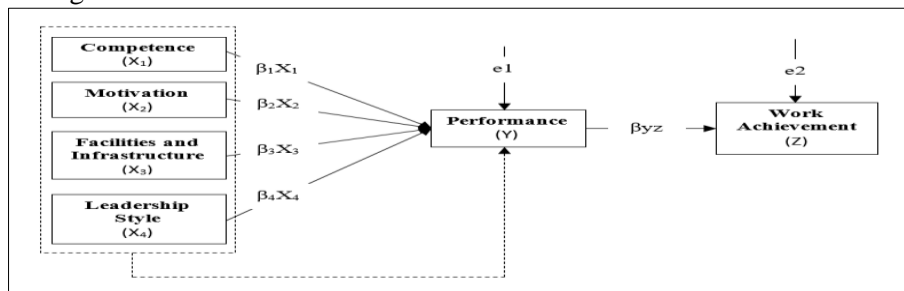 Competence
(X₁)
β₁X₁
Motivation
(X₂)
β₂X₂
Facilities and
Infrastructure
(X₃)
β₃X₃
Leadership
Style
(X₄)
β₄X₄
e1
Performance
(Y)
βyz
e2
Work
Achievement
(Z)